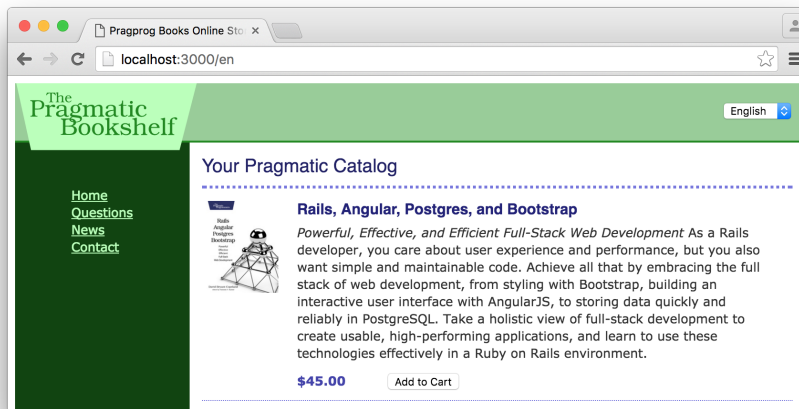 Pragprog Books Online Sto
localhost:3000/en
The
Pragmatic
Bookshelf
English
Your Pragmatic Catalog
Home
Questions
News
Contact
Rails
Angular
Postgres
Bootstrap
Rails, Angular, Postgres, and Bootstrap
Powerful, Effective, and Efficient Full-Stack Web Development As a Rails
developer, you care about user experience and performance, but you also
want simple and maintainable code. Achieve all that by embracing the full
stack of web development, from styling with Bootstrap, building an
interactive user interface with AngularJS, to storing data quickly and
reliably in PostgreSQL. Take a holistic view of full-stack development to
create usable, high-performing applications, and learn to use these
technologies effectively in a Ruby on Rails environment.
$45.00
Add to Cart